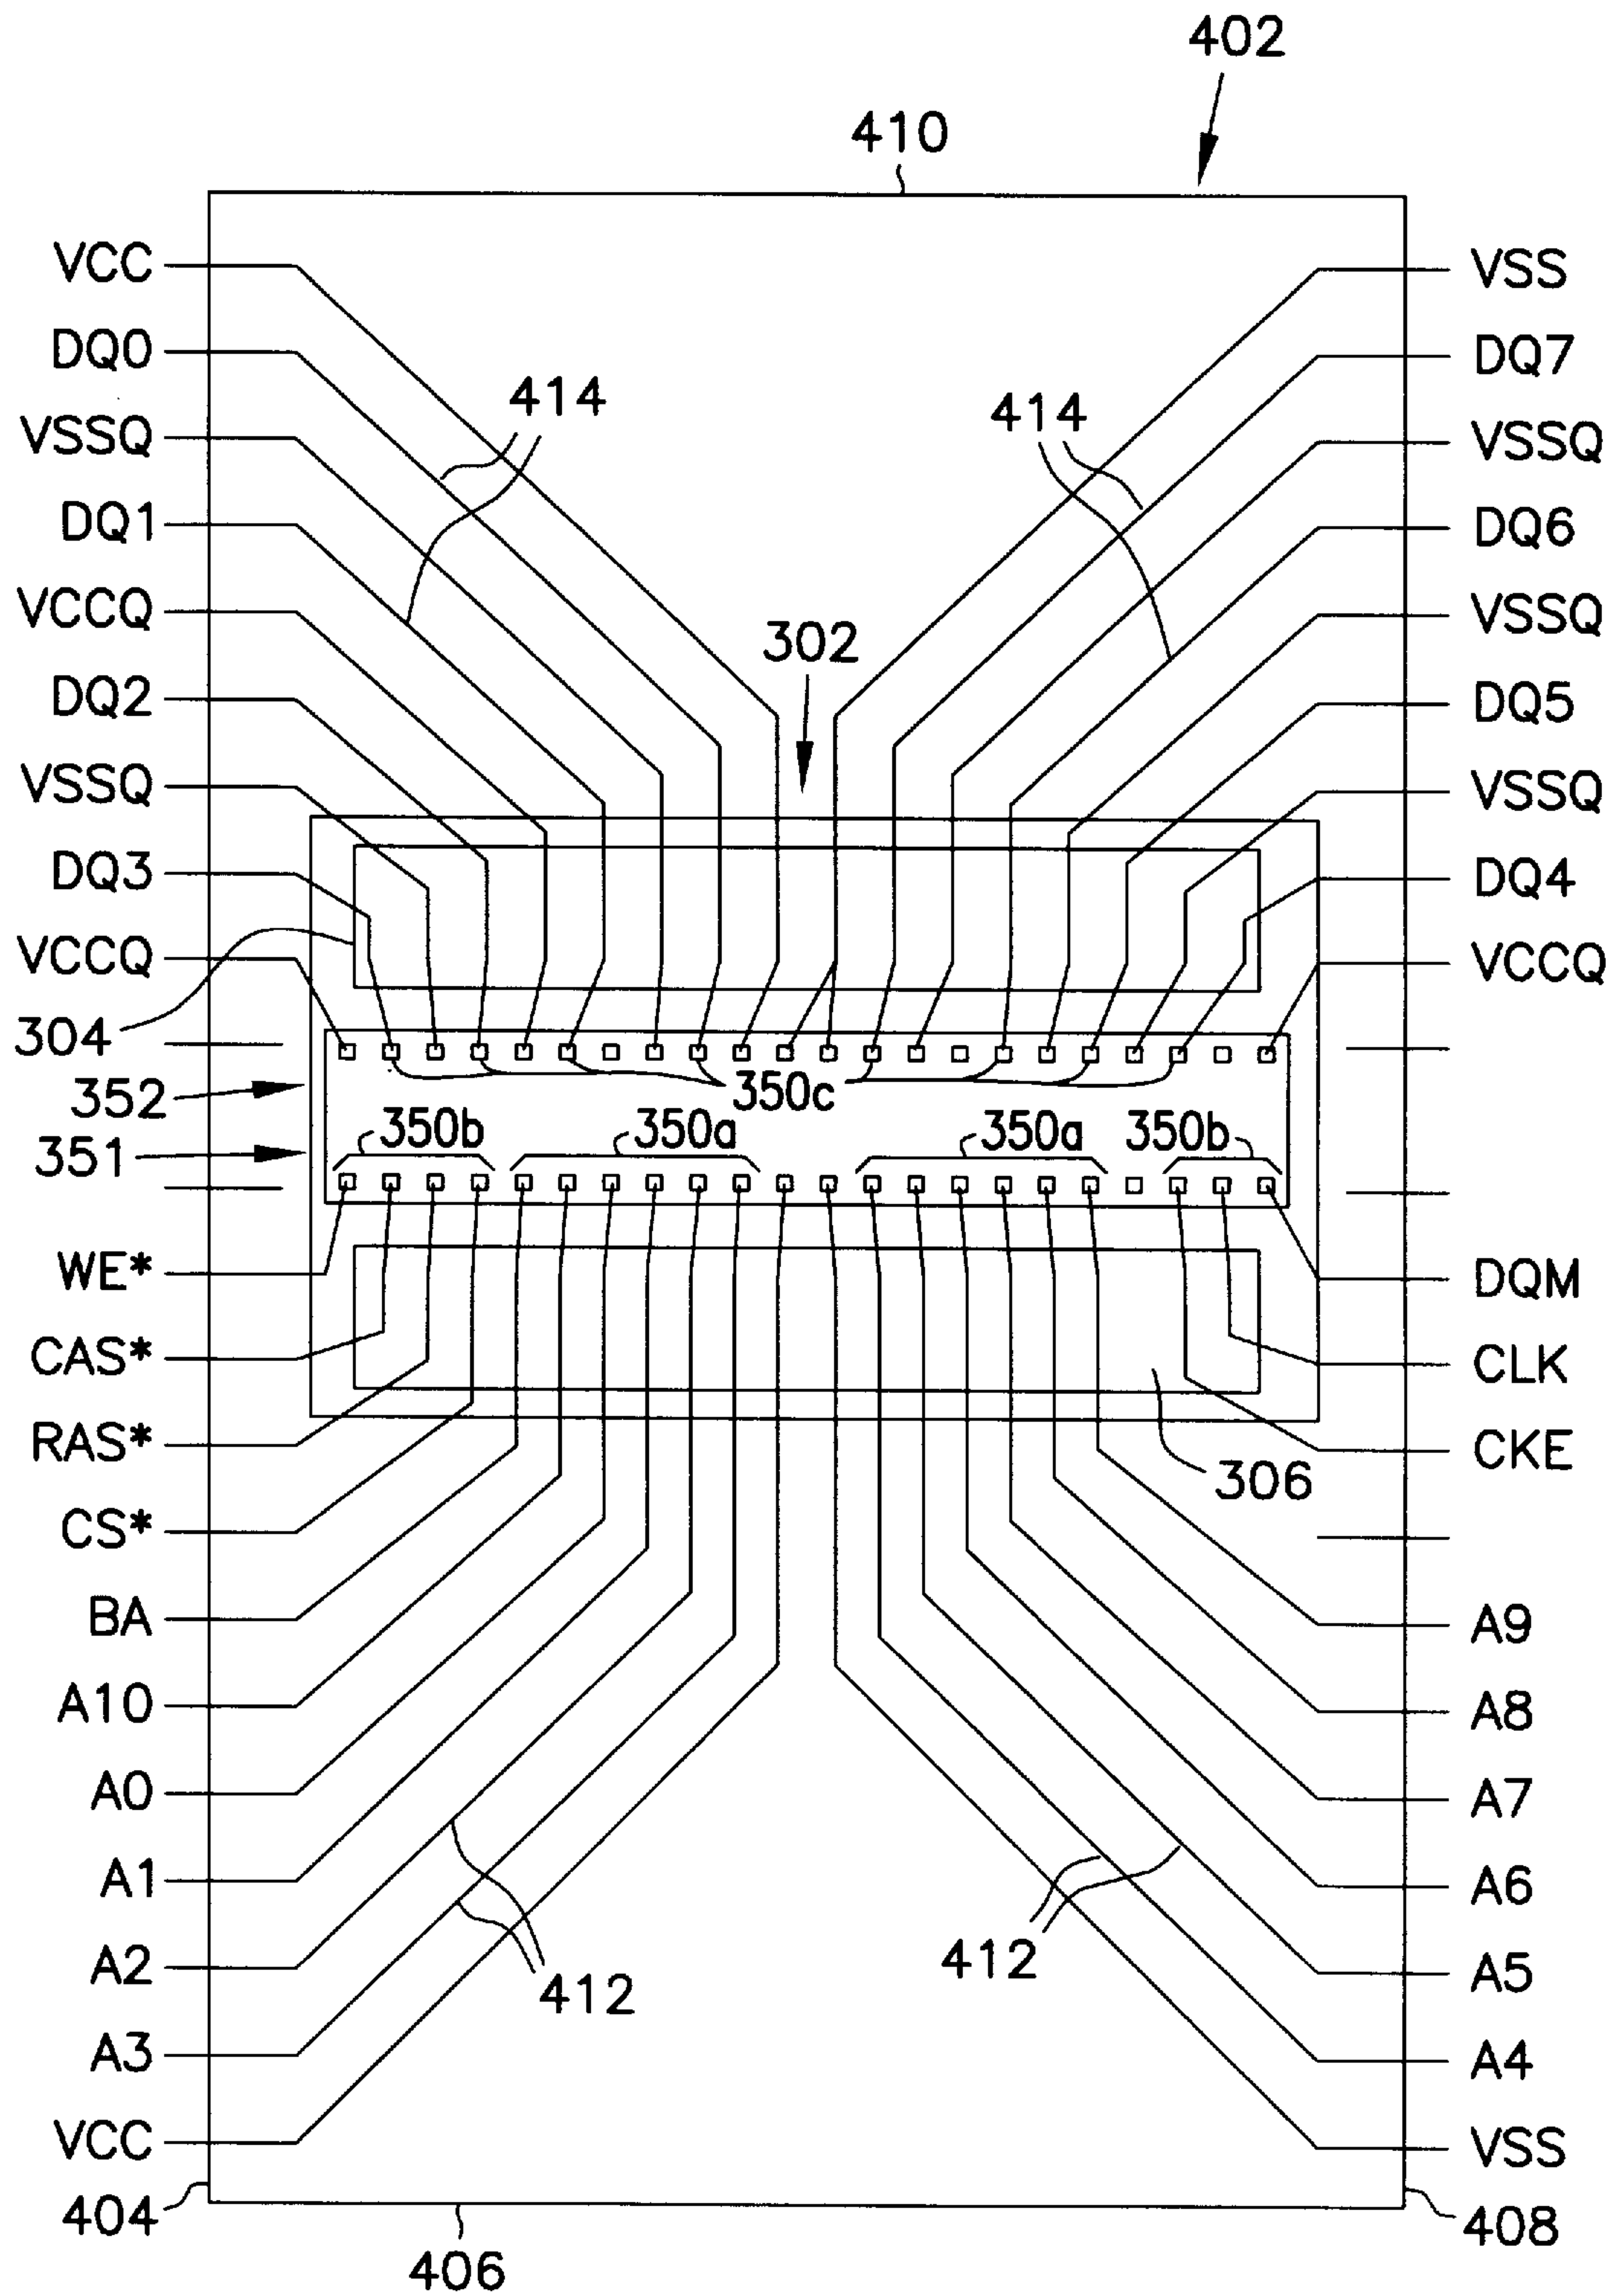 402
410
VCC
VSS
DQ0
DQ7
414
414
VSSQ
VSSQ
DQ1
DQ6
VCCQ
VSSQ
302
DQ2
DQ5
VSSQ
VSSQ
DQ3
DQ4
VCCQ
VCCQ
304
352
350c
351
350b
350a
350a
350b
WE*
DQM
CAS*
CLK
RAS*
CKE
306
CS*
BA
A9
A10
A8
A0
A7
A1
A6
412
412
A2
A5
A3
A4
VCC
VSS
404
408
406